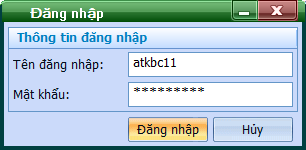 Đăng nhập
Thông tin đăng nhập
Tên đăng nhập: atkbc11
Mật khẩu: *********
Đăng nhập Hủy